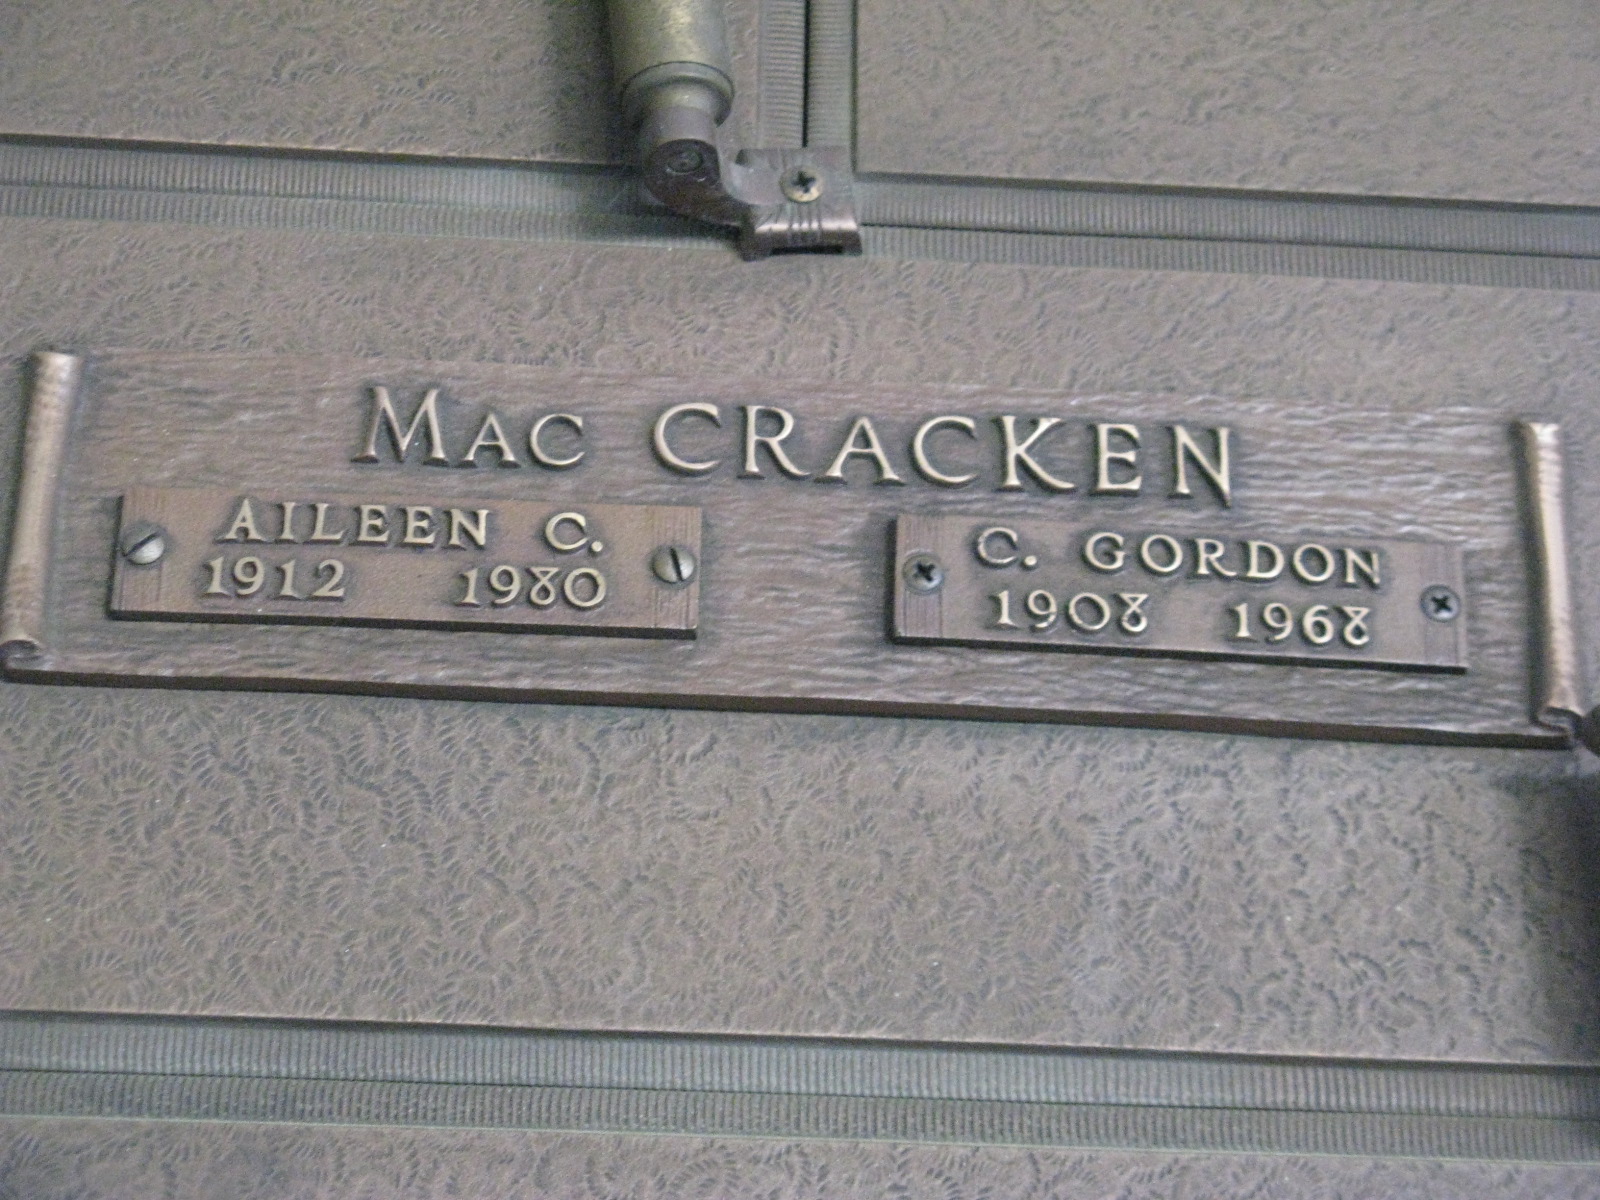 MAC CRACKEN
AILEEN C.
1912 1980
C. GORDON
1908 1968